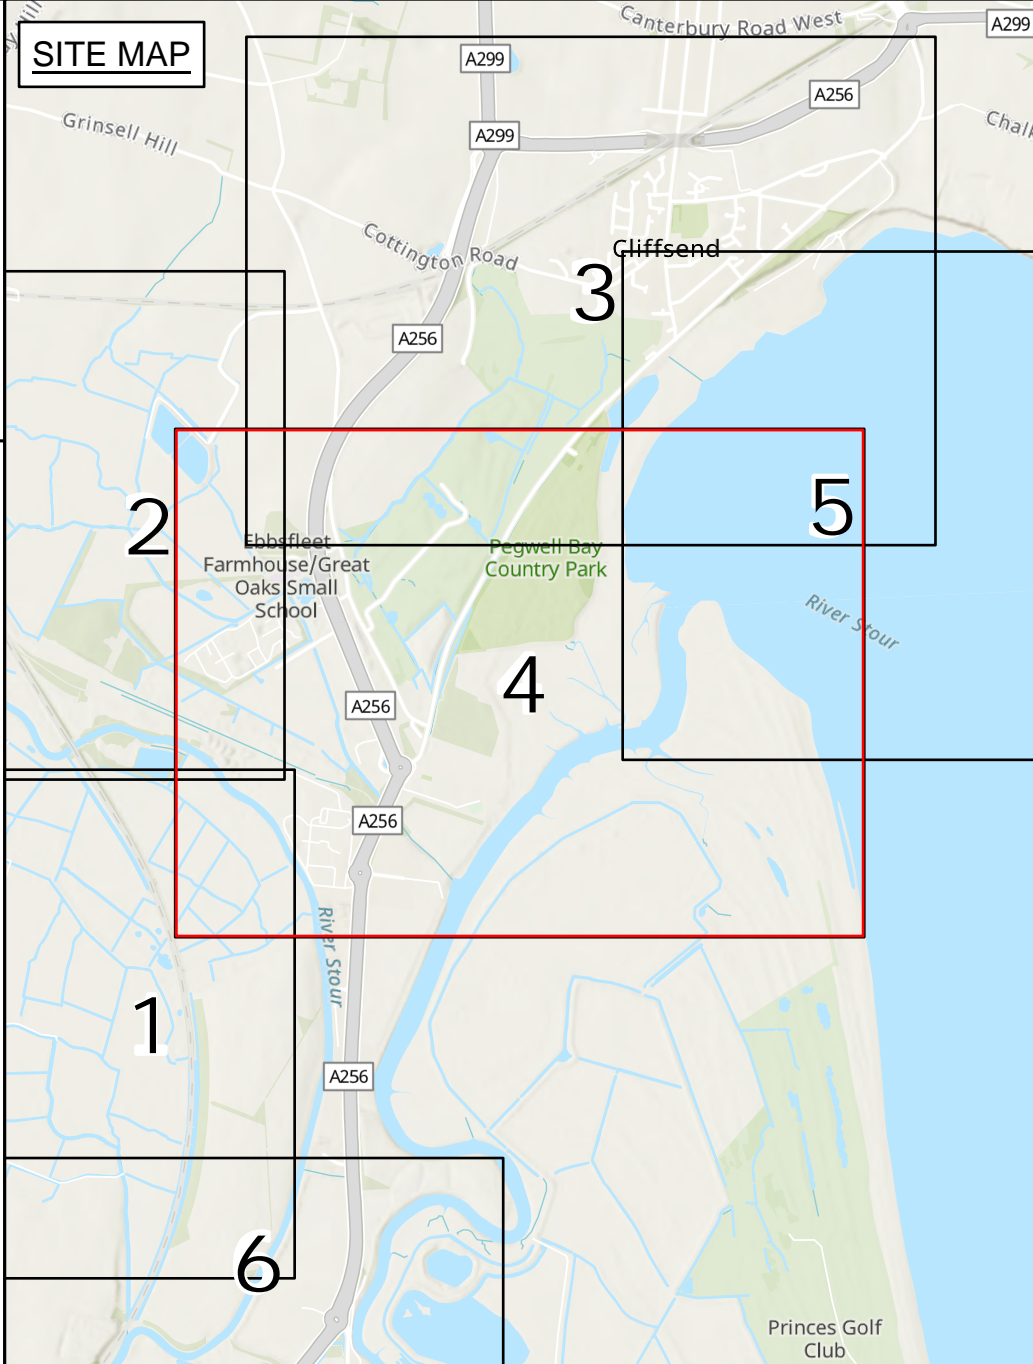 SITE MAP
Canterbury Road West
A299
A299
A256
Grinsell Hill
A299
Cottington Road
Cliffsend
3
A256
2
5
Ebbsfleet
Farmhouse/Great
Oaks Small
School
Pegwell Bay
Country Park
River Stour
4
A256
A256
River Stour
1
A256
6
Princes Golf
Club